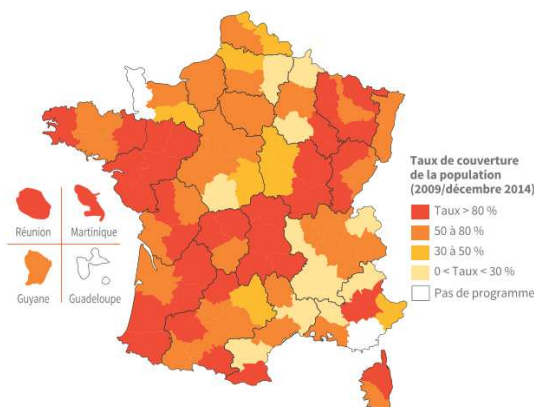 Taux de couverture
de la population
(2009/décembre 2014)
Taux > 80 %
50 à 80 %
30 à 50 %
0 < Taux < 30 %
Pas de programme
Réunion
Martinique
Guyane
Guadeloupe